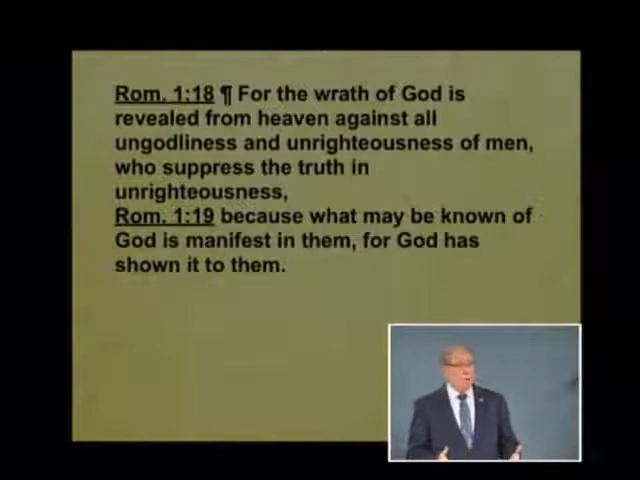 Rom. 1:18 ¶ For the wrath of God is
revealed from heaven against all
ungodliness and unrighteousness of men,
who suppress the truth in
unrighteousness,
Rom. 1:19 because what may be known of
God is manifest in them, for God has
shown it to them.